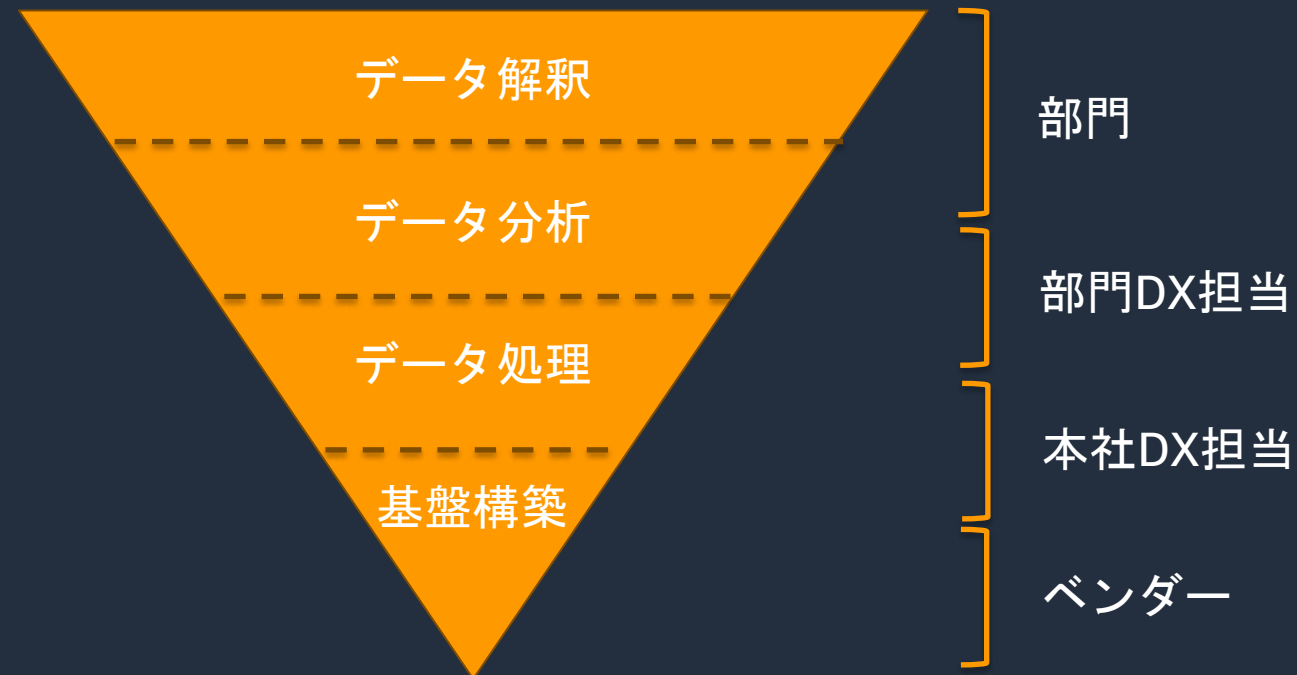 データ解釈
部門
データ分析
部門DX担当
データ処理
本社DX担当
基盤構築
ベンダー